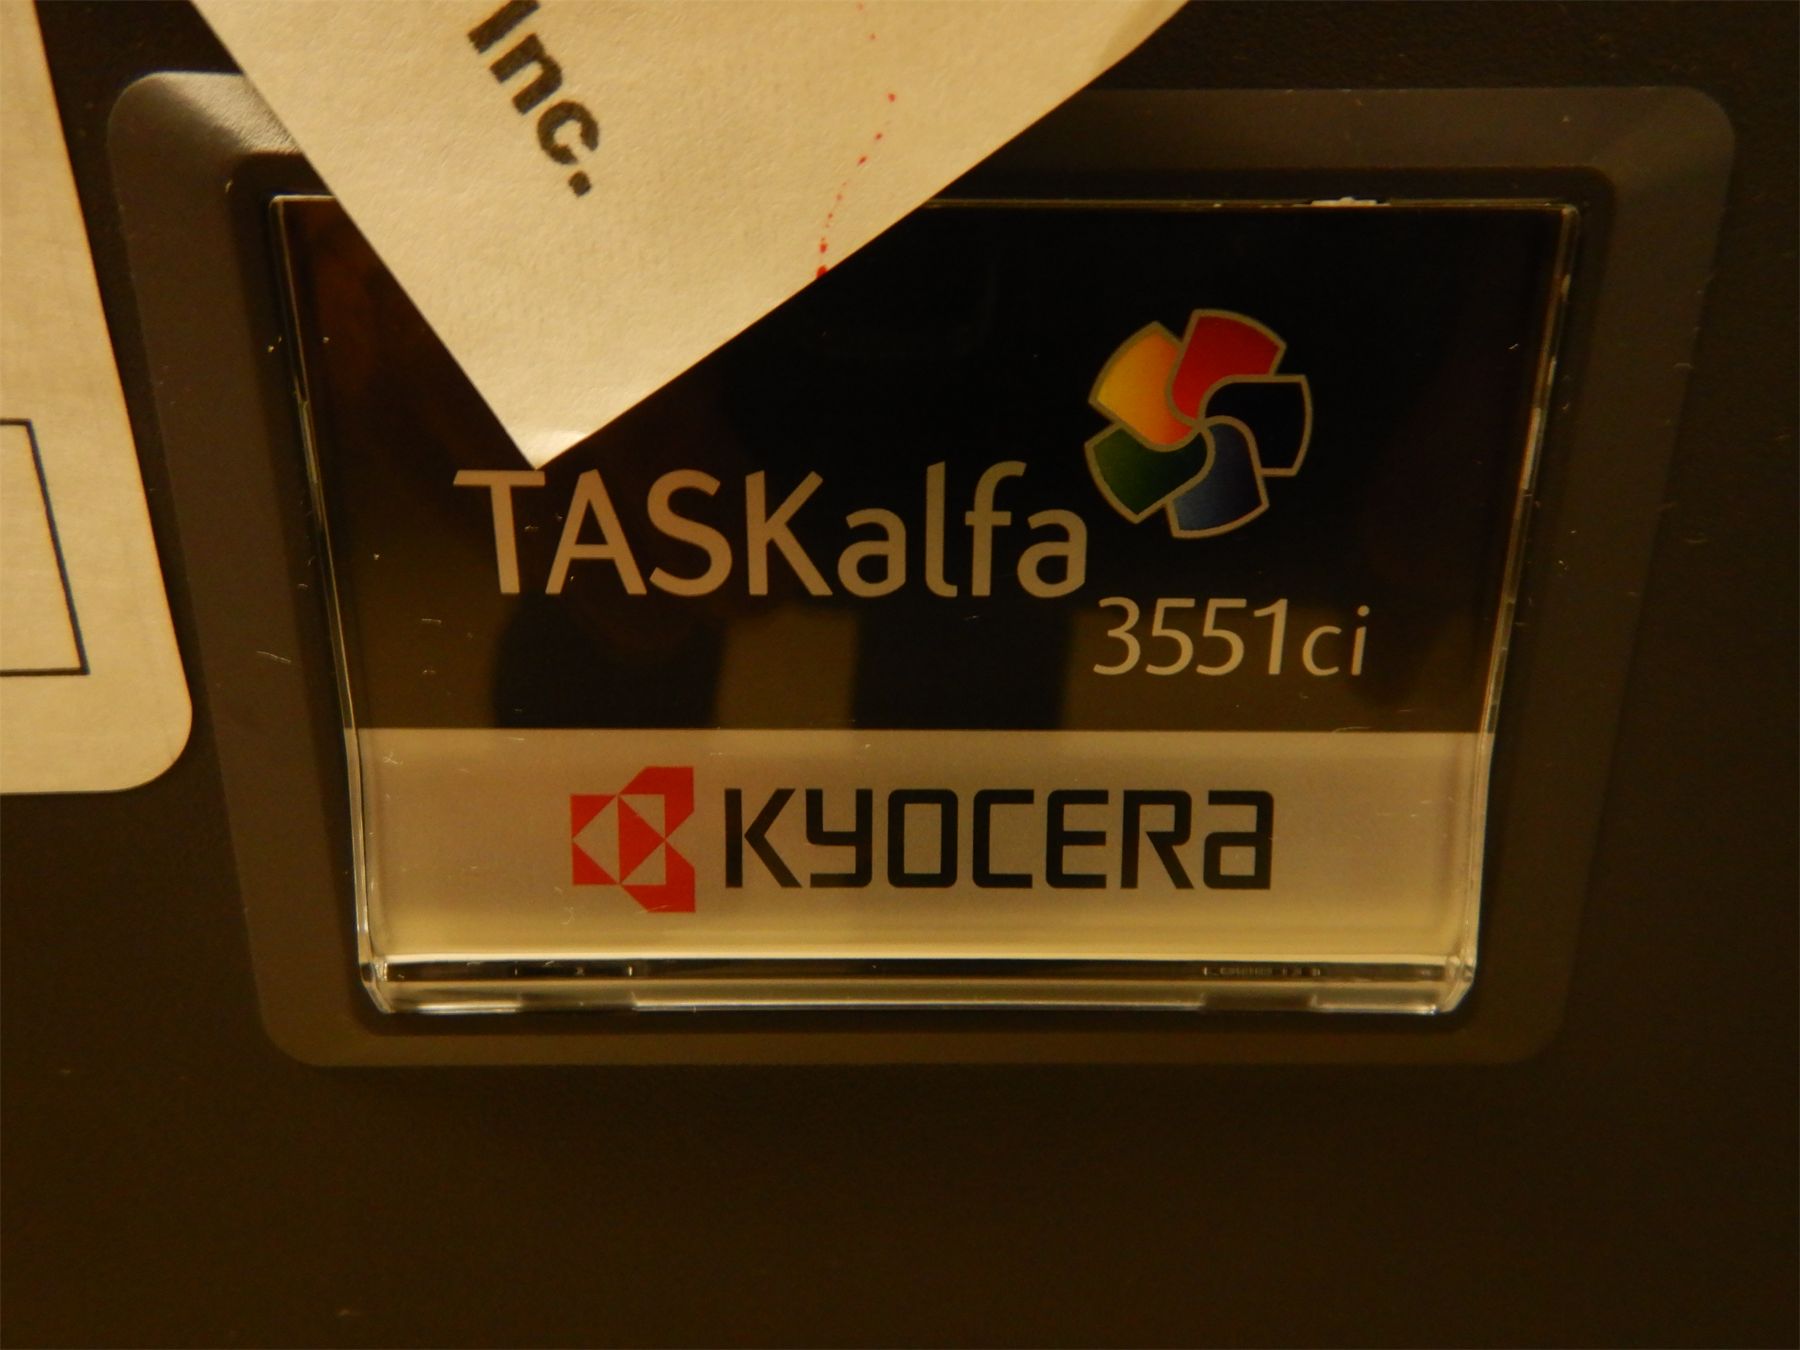 Inc.
TASKalfa
3551ci
KYOCERA